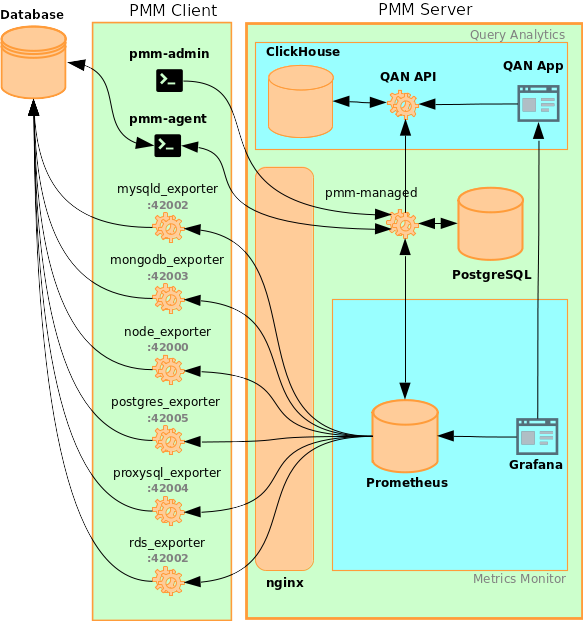 Database
PMM Client
pmm-admin
pmm-agent
mysqld_exporter
:42002
mongodb_exporter
:42003
node_exporter
:42000
postgres_exporter
:42005
proxysql_exporter
:42004
rds_exporter
:42002
PMM Server
Query Analytics
ClickHouse
QAN API
QAN App
pmm-managed
PostgreSQL
Prometheus
Grafana
Metrics Monitor
nginx